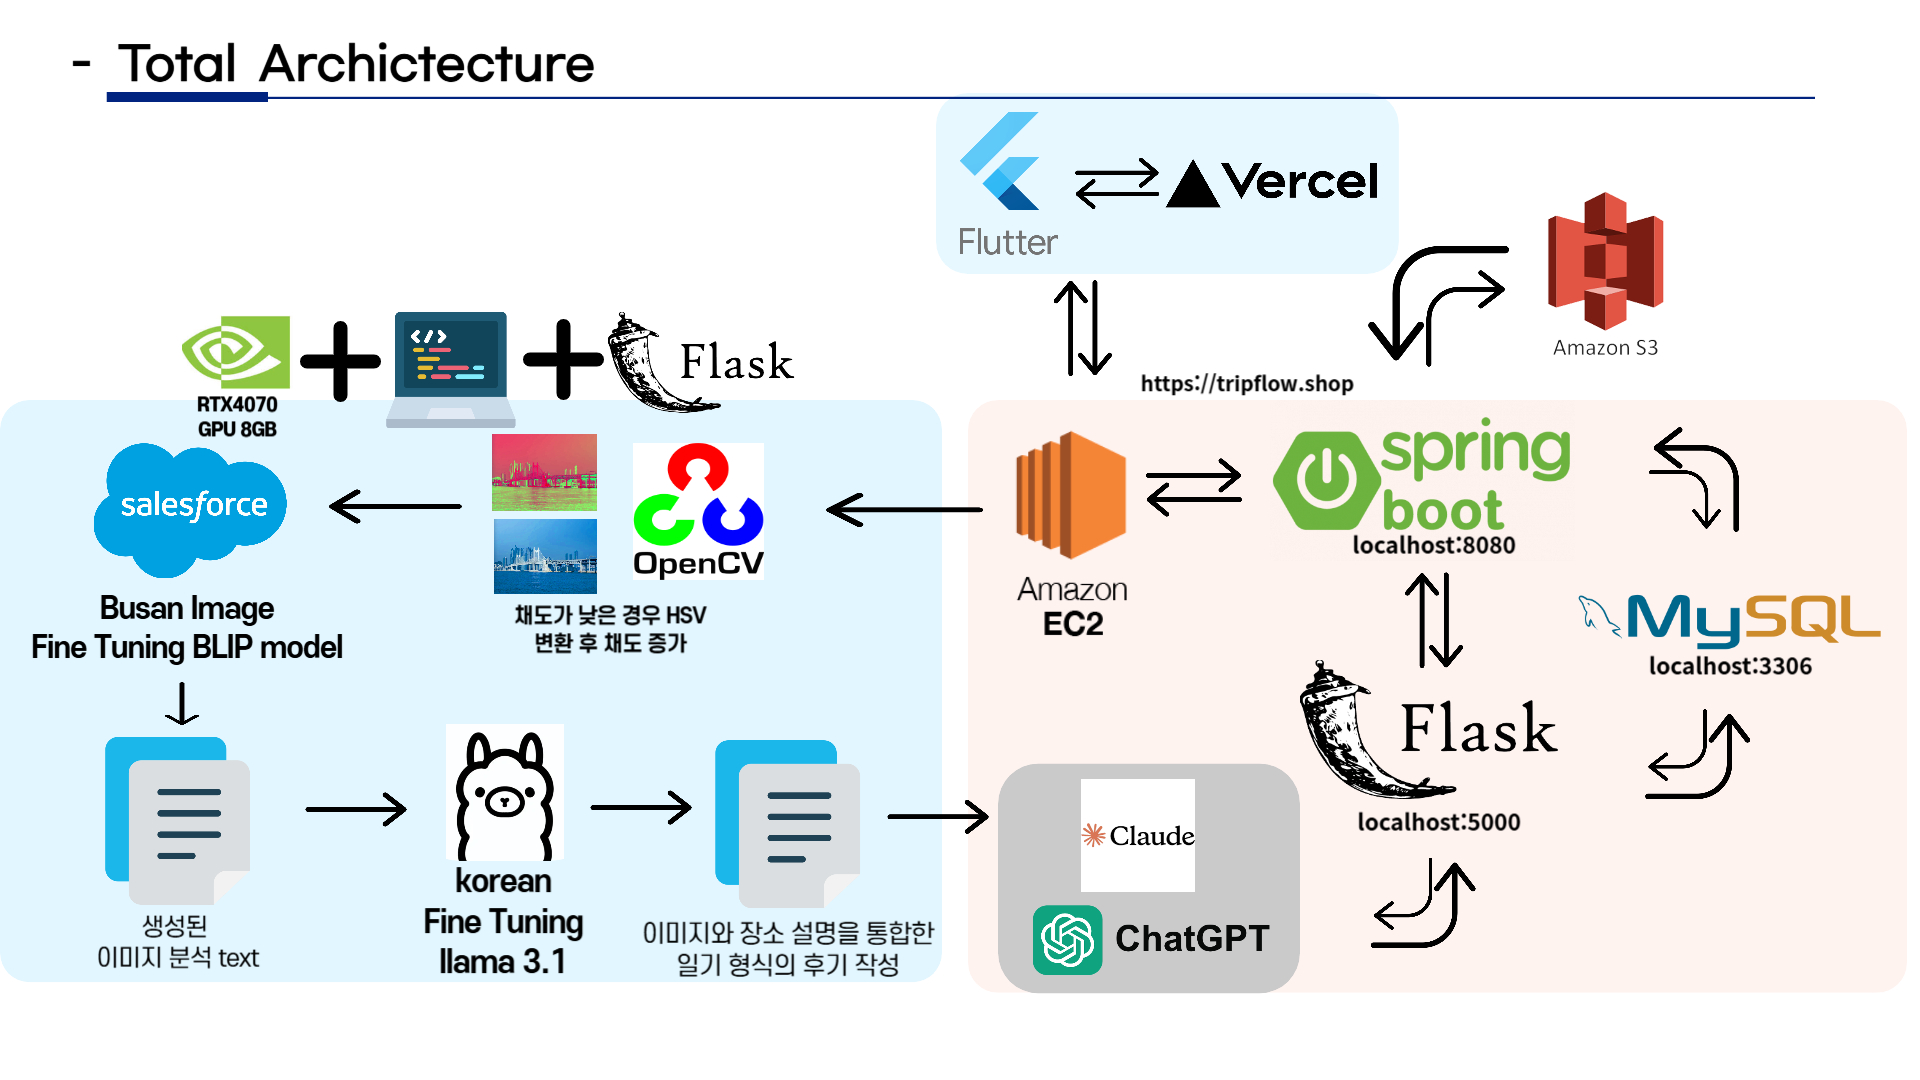 - Total Archictecture
Flutter
Vercel
Amazon S3
https://tripflow.shop
RTX4070
GPU 8GB
</>
Flask
salesforce
Busan Image
Fine Tuning BLIP model
OpenCV
채도가 낮은 경우 HSV
변환 후 채도 증가
Amazon
EC2
spring
boot
localhost:8080
MySQL
localhost:3306
Flask
localhost:5000
생성된
이미지 분석 text
korean
Fine Tuning
llama 3.1
이미지와 장소 설명을 통합한
일기 형식의 후기 작성
Claude
ChatGPT